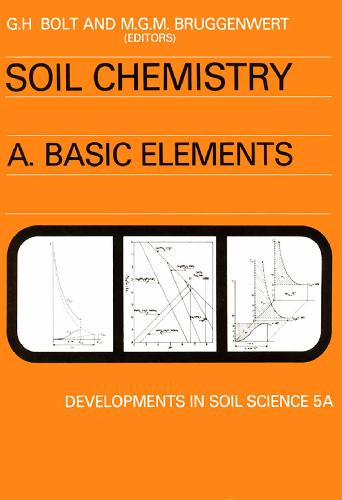 G.H BOLT AND M.G.M. BRUGGENWERT
(EDITORS)
SOIL CHEMISTRY
A. BASIC ELEMENTS
DEVELOPMENTS IN SOIL SCIENCE 5A